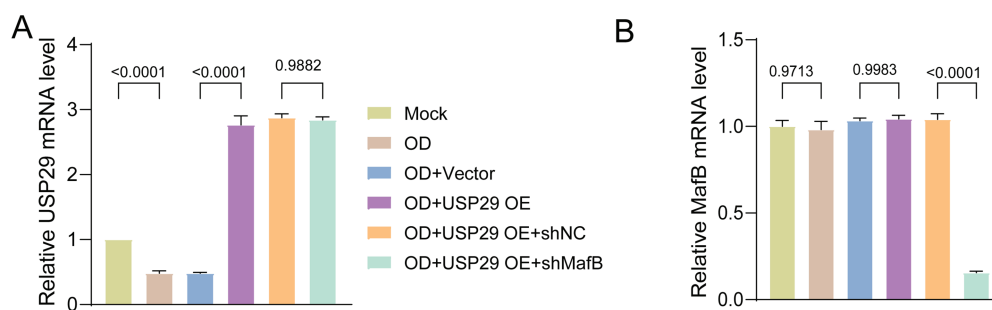 A
Relative USP29 mRNA level
4
3
2
1
0
<0.0001
<0.0001
0.9882
Mock
OD
OD+Vector
OD+USP29 OE
OD+USP29 OE+shNC
OD+USP29 OE+shMafB
B
Relative MafB mRNA level
1.5
1.0
0.5
0.0
0.9713
0.9983
<0.0001